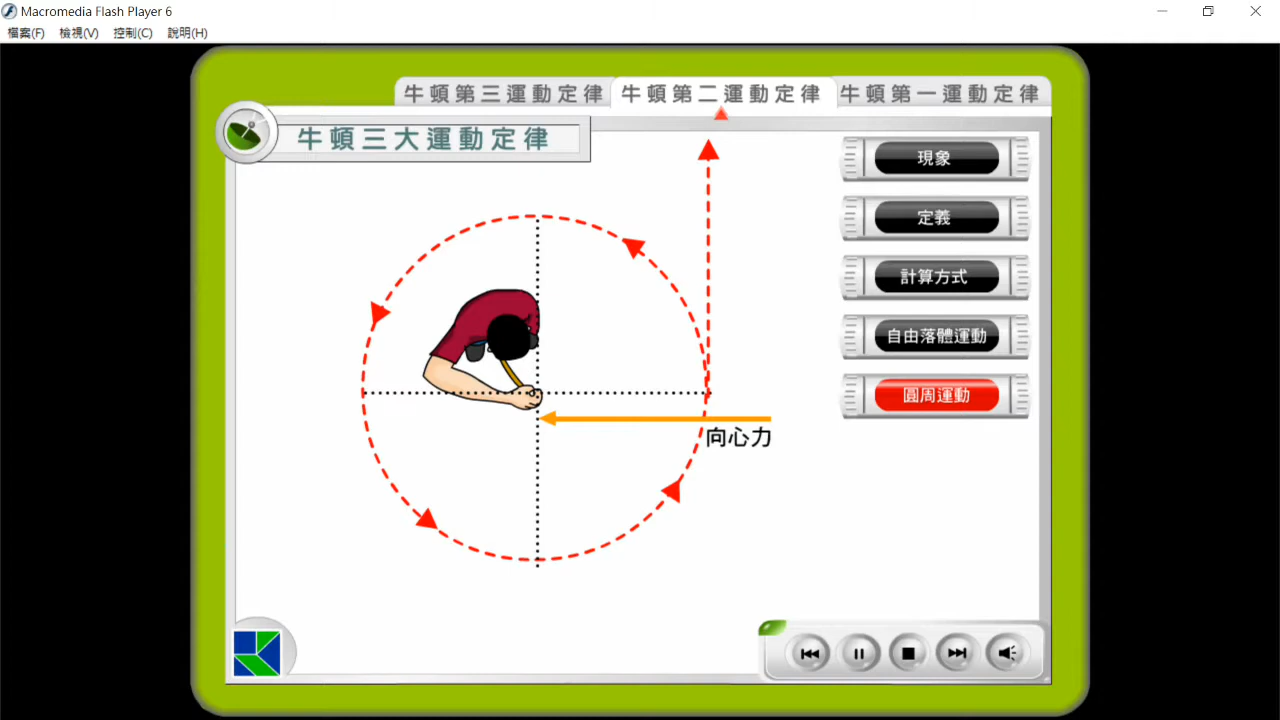 Macromedia Flash Player 6
檔案(F) 檢視(V) 控制(C) 說明(H)
牛頓第三運動定律 牛頓第二運動定律 牛頓第一運動定律
牛頓三大運動定律
現象
定義
計算方式
自由落體運動
圓周運動
向心力